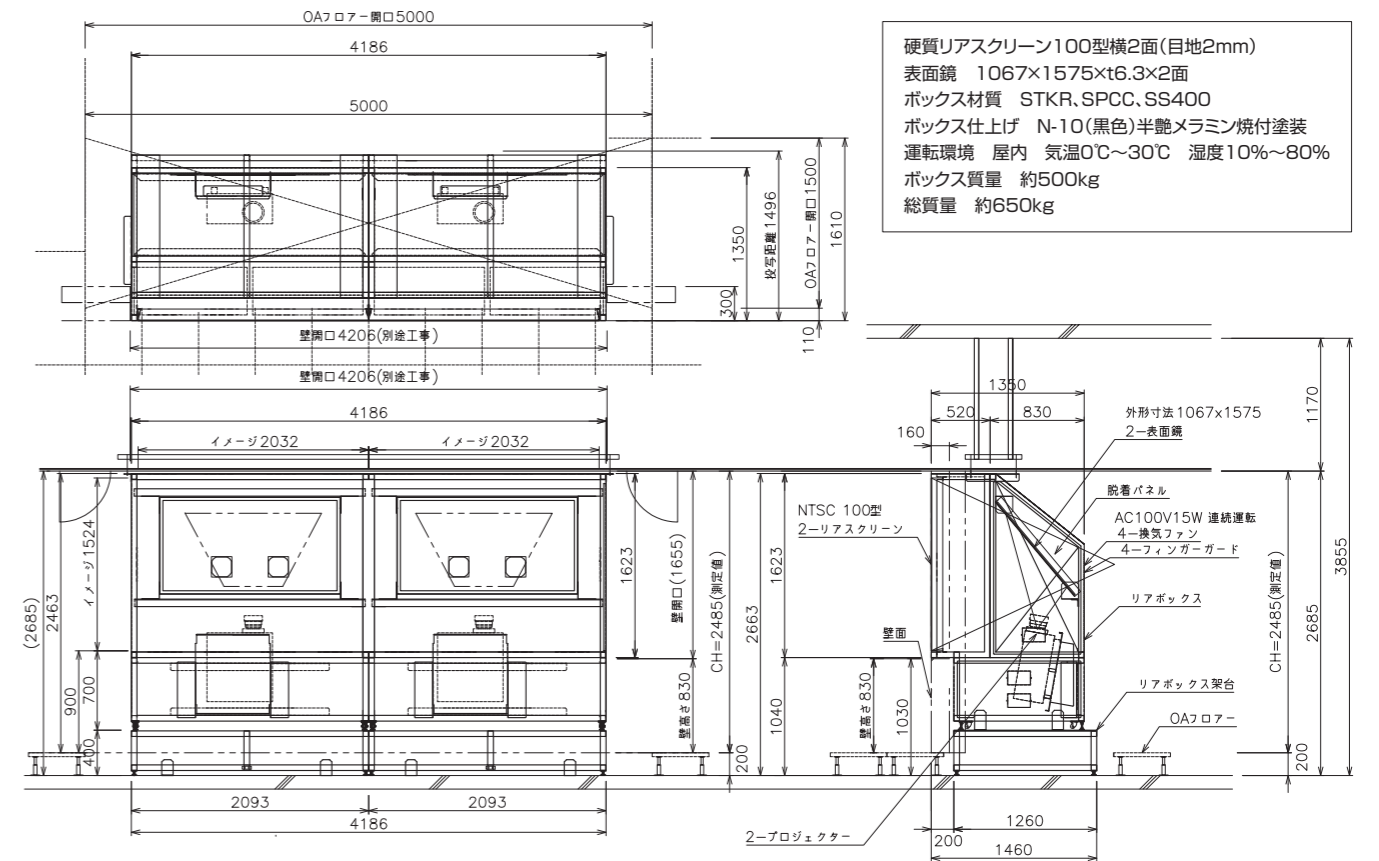 OAフロアー開口5000
4186
5000
1350
投写距離1496
OAフロアー開口1500
1610
300
110
壁開口4206(別途工事)
硬質リアスクリーン100型横2面(目地2mm)
表面鏡　1067×1575×t6.3×2面
ボックス材質　STKR、SPCC、SS400
ボックス仕上げ　N-10(黒色)半艶メラミン焼付塗装
運転環境　屋内　気温0℃～30℃　湿度10%～80%
ボックス質量　約500kg
総質量　約650kg
壁開口4206(別途工事)
4186
イメージ2032
イメージ2032
(2685)
2463
イメージ1524
900
700
400
1623
壁開口(1655)
CH=2485(測定値)
200
2093
2093
4186
2663
1623
1040
壁高さ830
1030
壁高さ830
1350
520
830
160
外形寸法1067x1575
2ー表面鏡
脱着パネル
NTSC 100型
2ーリアスクリーン
AC100V15W 連続運転
4ー換気ファン
4ーフィンガーガード
リアボックス
壁面
リアボックス架台
OAフロアー
2ープロジェクター
200
1260
1460
1170
3855
CH=2485(測定値)
2685
200